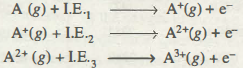 A (g) + I.E.₁ ⟶ A⁺(g) + e⁻
A⁺(g) + I.E.₂ ⟶ A²⁺(g) + e⁻
A²⁺ (g) + I.E.₃ ⟶ A³⁺(g) + e⁻